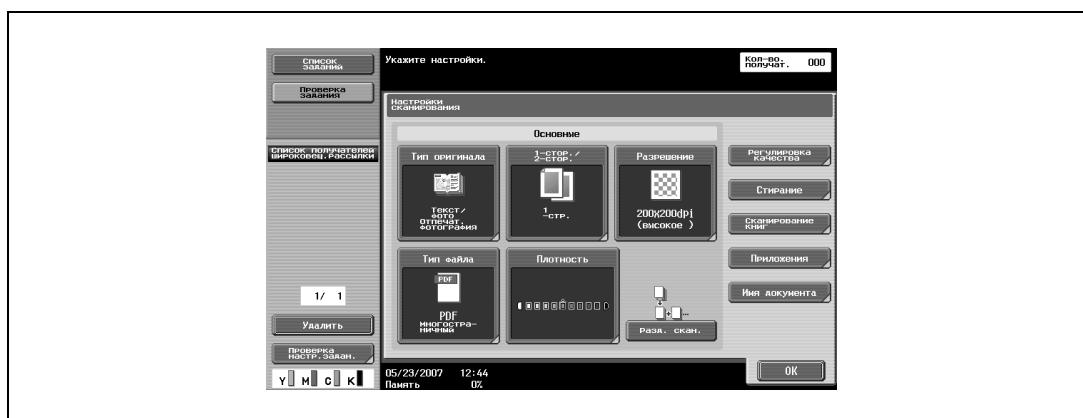 Список
заданий
Проверка
задания
Список получателей
широковещ.рассылки
1/ 1
Удалить
Проверка
настр.задан.
Y M C K
Укажите настройки.
Кол-во.
получат. 000
Настройки
сканирования
Основные
Тип оригинала
Текст/
фото
отпечат.
фотография
1-стор./
2-стор.
1
-стр.
Разрешение
200x200dpi
(высокое )
Тип файла
PDF
PDF
многостра-
ничный
Плотность
Разд. скан.
Регулировка
качества
Стирание
Сканирование
книг
Приложения
Имя документа
05/23/2007 12:44
Память 0%
OK